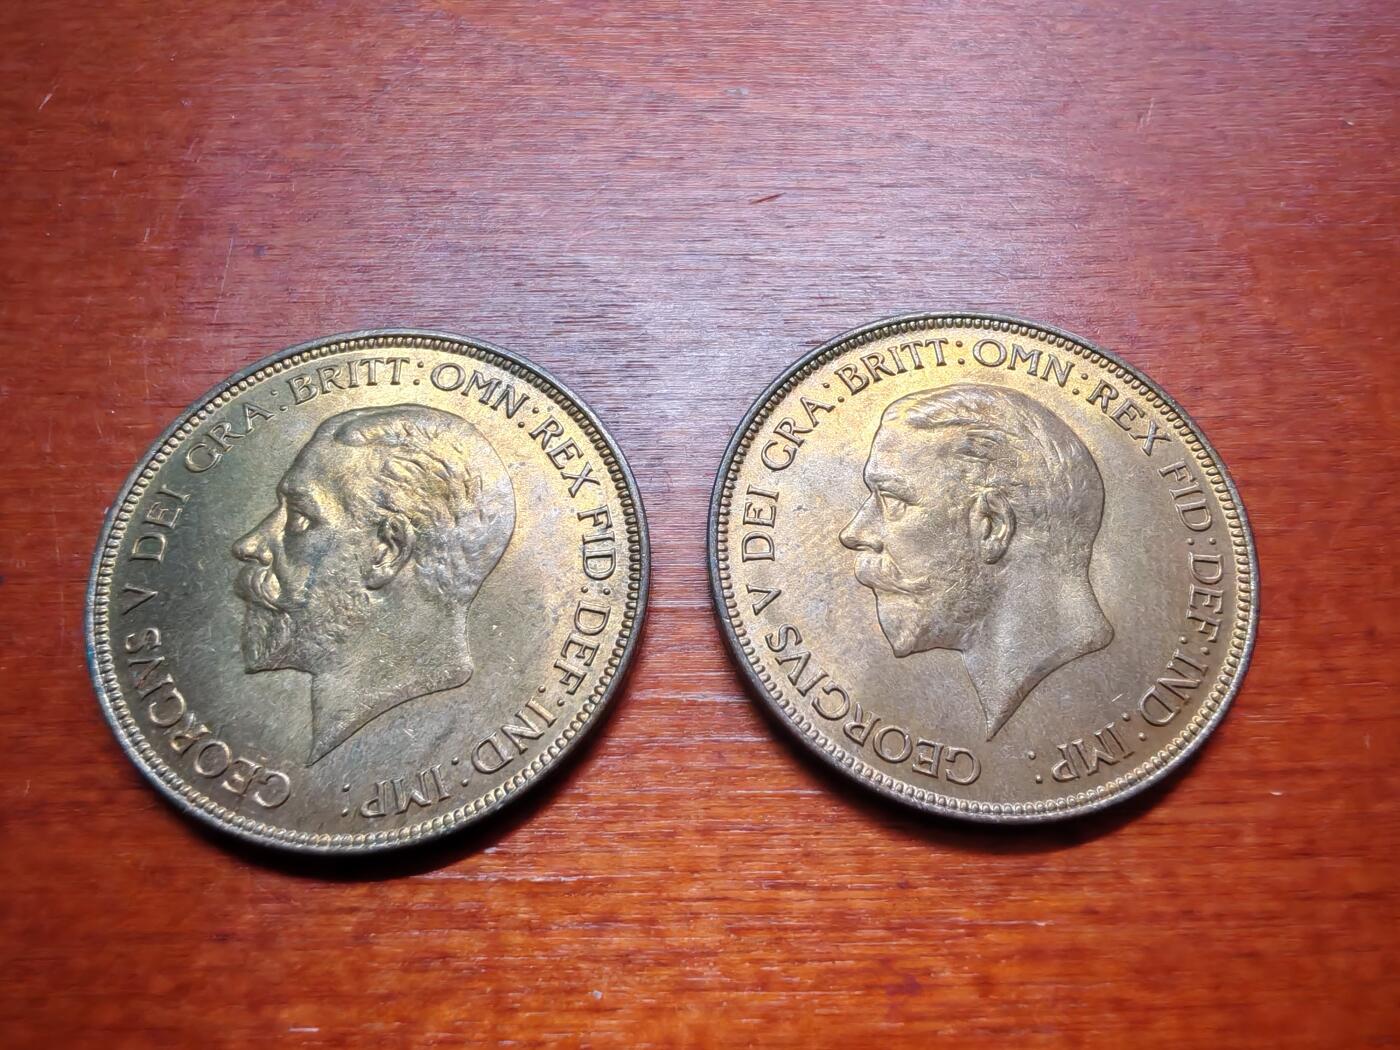 GEORGIVS V DEI GRA: BRITT: OMN: REX FID: DEF: IND: IMP:
GEORGIVS V DEI GRA: BRITT: OMN: REX FID: DEF: IND: IMP: